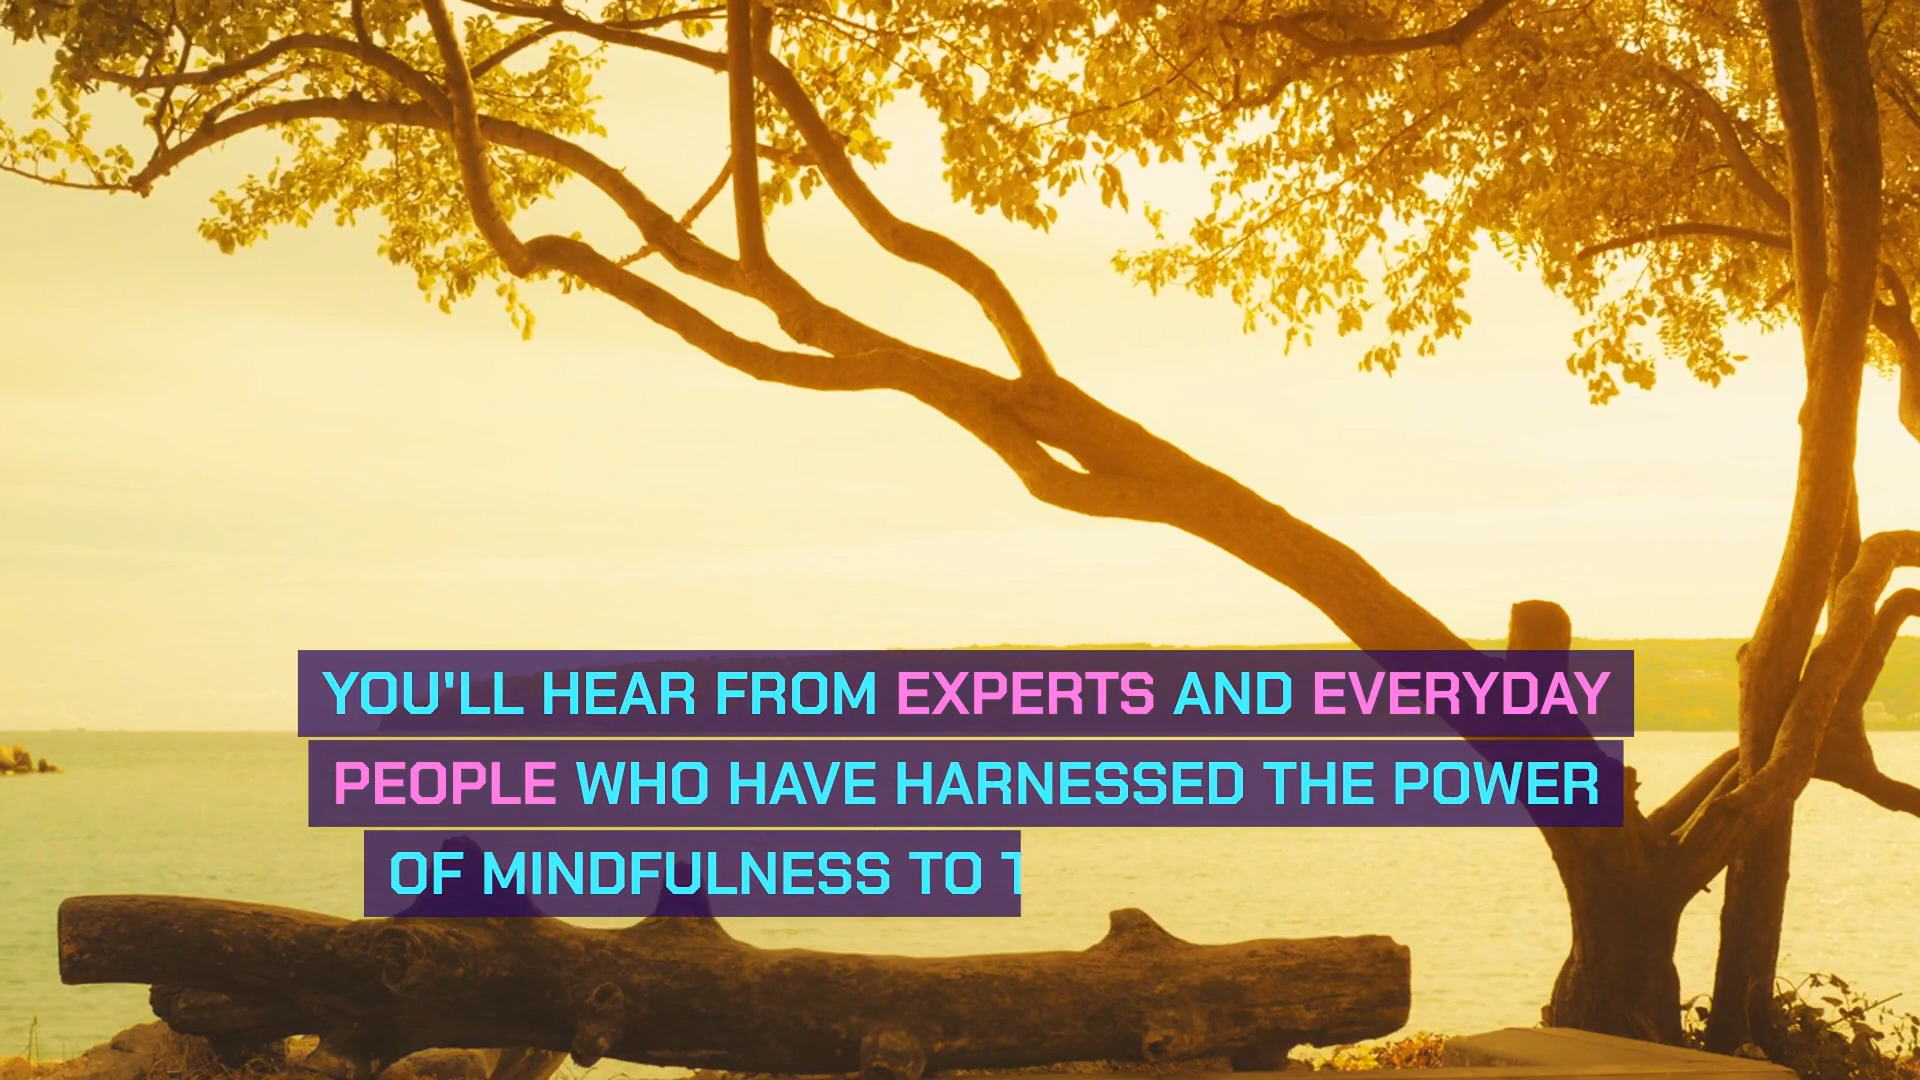 YOU'LL HEAR FROM EXPERTS AND EVERYDAY
PEOPLE WHO HAVE HARNESSED THE POWER
OF MINDFULNESS TO